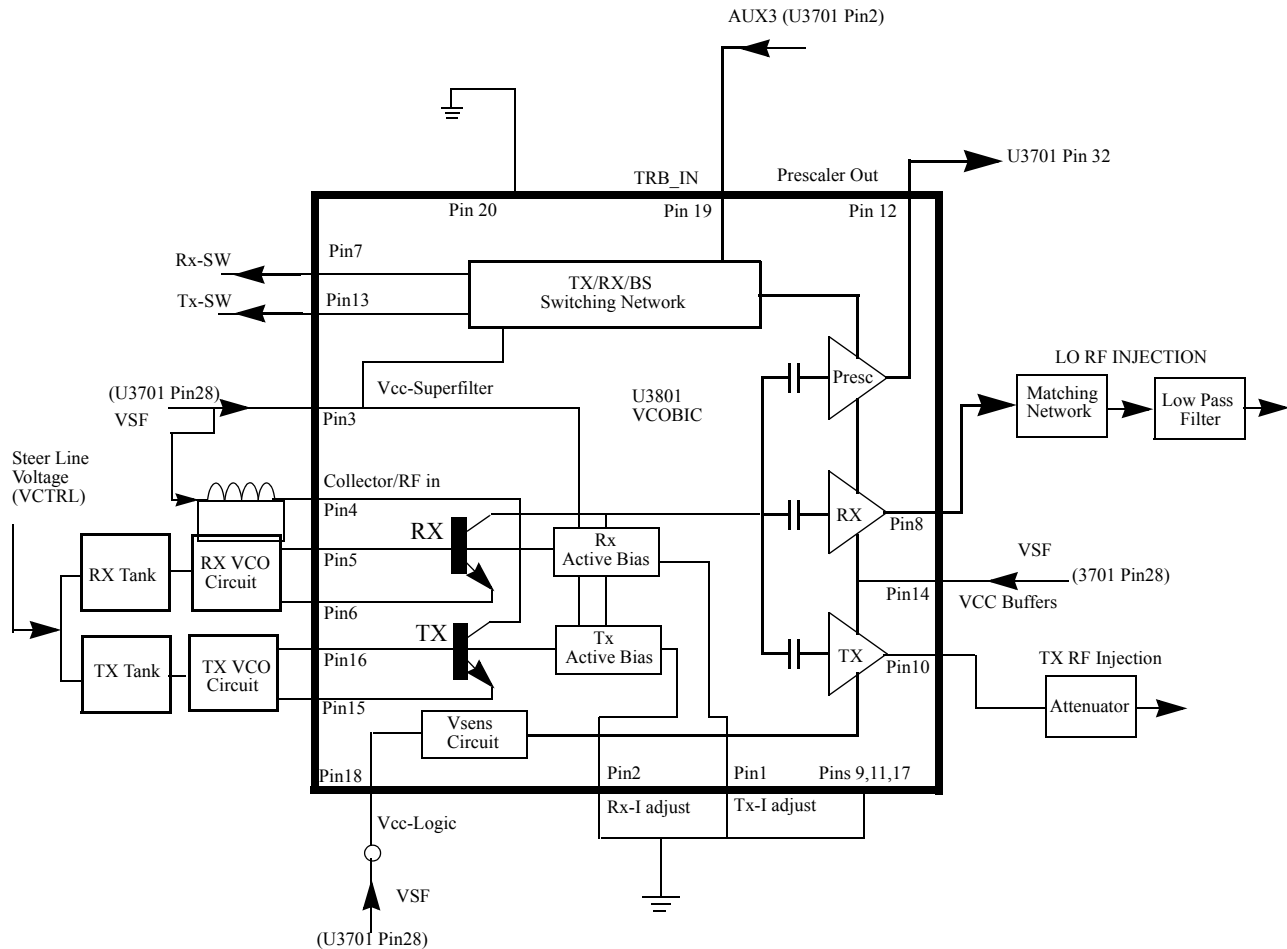 AUX3 (U3701 Pin2)
U3701 Pin 32
TRB_IN
Prescaler Out
Pin 20
Pin 19
Pin 12
Pin7
Rx-SW
TX/RX/BS
Switching Network
Tx-SW
Pin13
Presc
LO RF INJECTION
(U3701 Pin28)
VSF
Vcc-Superfilter
Pin3
U3801
VCOBIC
Matching
Network
Low Pass
Filter
Steer Line
Voltage
(VCTRL)
Collector/RF in
Pin4
RX
Rx
Active Bias
RX
Pin8
RX Tank
RX VCO
Circuit
Pin5
Pin6
VSF
(3701 Pin28)
Pin14
VCC Buffers
TX
Tx
Active Bias
TX
Pin10
TX Tank
TX VCO
Circuit
Pin16
Pin15
TX RF Injection
Attenuator
Vsens
Circuit
Pin18
Pin2
Pin1
Pins 9,11,17
Rx-I adjust
Tx-I adjust
Vcc-Logic
VSF
(U3701 Pin28)